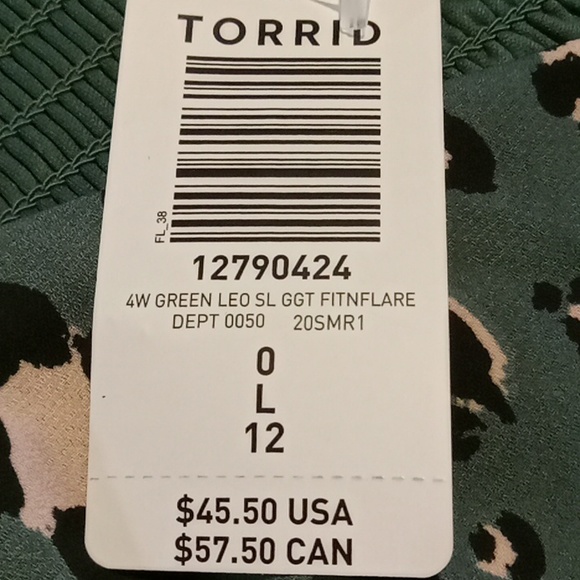 TORRID
FL_38
12790424
4W GREEN LEO SL GGT FITNFLARE
DEPT 0050 20SMR1
0
L
12
$45.50 USA
$57.50 CAN